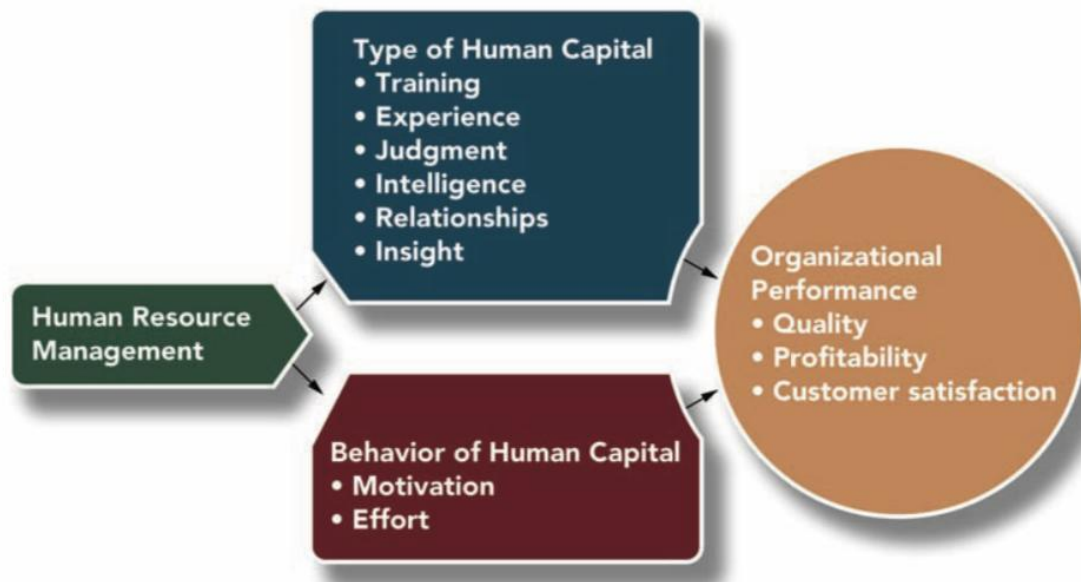 Type of Human Capital
• Training
• Experience
• Judgment
• Intelligence
• Relationships
• Insight
Human Resource
Management
Behavior of Human Capital
• Motivation
• Effort
Organizational
Performance
• Quality
• Profitability
• Customer satisfaction